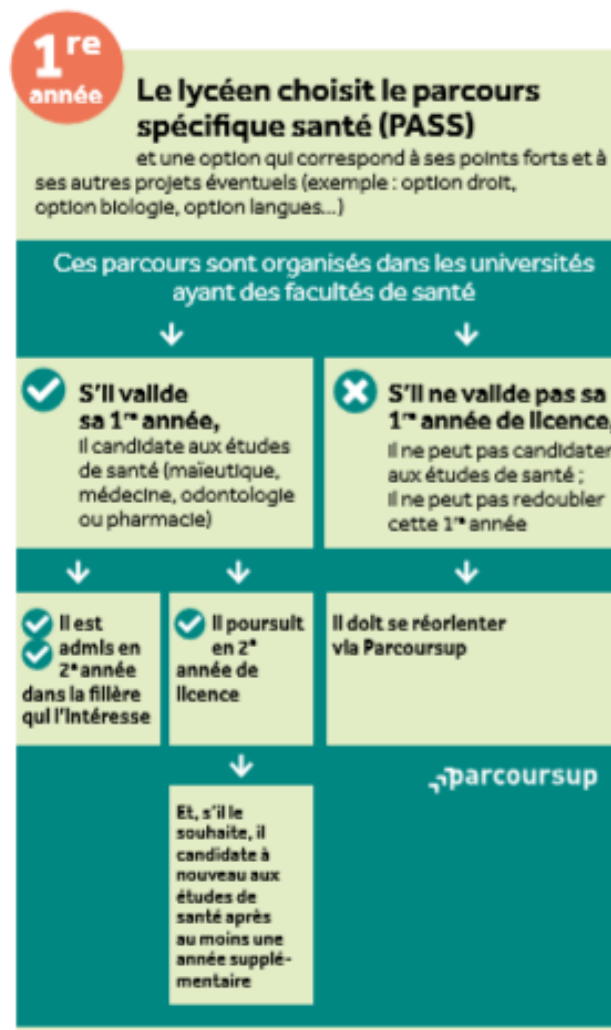 1re
année
Le lycéen choisit le parcours
spécifique santé (PASS)
et une option qui correspond à ses points forts et à
ses autres projets éventuels (exemple : option droit,
option biologie, option langues...)
Ces parcours sont organisés dans les universités
ayant des facultés de santé
S'il valide
sa 1re année,
il candidate aux études
de santé (maïeutique,
médecine, odontologie
ou pharmacie)
S'il ne valide pas sa
1re année de licence,
il ne peut pas candidater
aux études de santé ;
il ne peut pas redoubler
cette 1re année
Il est
admis en
2e année
dans la filière
qui l'intéresse
Il poursuit
en 2e
année de
licence
Il doit se réorienter
via Parcoursup
parcoursup
Et, s'il le
souhaite, il
candidate à
nouveau aux
études de
santé après
au moins une
année supplé-
mentaire